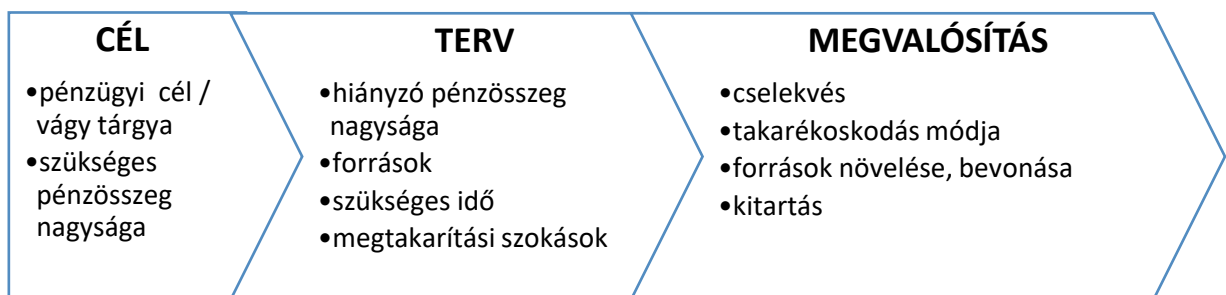 CÉL
•pénzügyi cél /
vágy tárgya
•szükséges
pénzösszeg
nagysága
TERV
•hiányzó pénzösszeg
nagysága
•források
•szükséges idő
•megtakarítási szokások
MEGVALÓSÍTÁS
•cselekvés
•takarékoskodás módja
•források növelése, bevonása
•kitartás